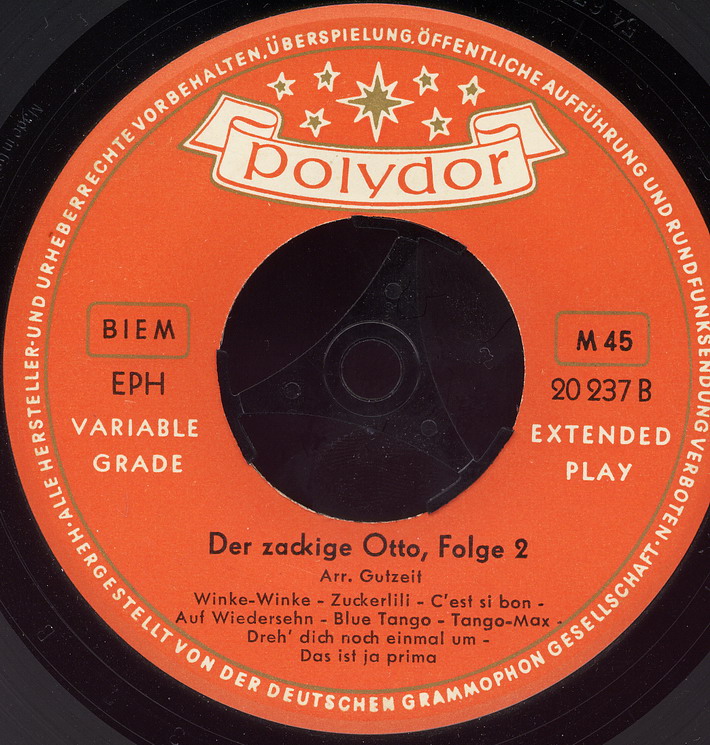 ·ALLE HERSTELLER-UND URHEBERRECHTE VORBEHALTEN, ÜBERSPIELUNG, ÖFFENTLICHE AUFFÜHRUNG UND RUNDFUNKSENDUNG VERBOTEN·
polydor
BIEM
EPH
VARIABLE
GRADE
M 45
20 237 B
EXTENDED
PLAY
Der zackige Otto, Folge 2
Arr. Gutzeit
Winke-Winke - Zuckerlili - C'est si bon -
Auf Wiedersehn - Blue Tango - Tango-Max -
Dreh' dich noch einmal um -
Das ist ja prima
HERGESTELLT VON DER DEUTSCHEN GRAMMOPHON GESELLSCHAFT